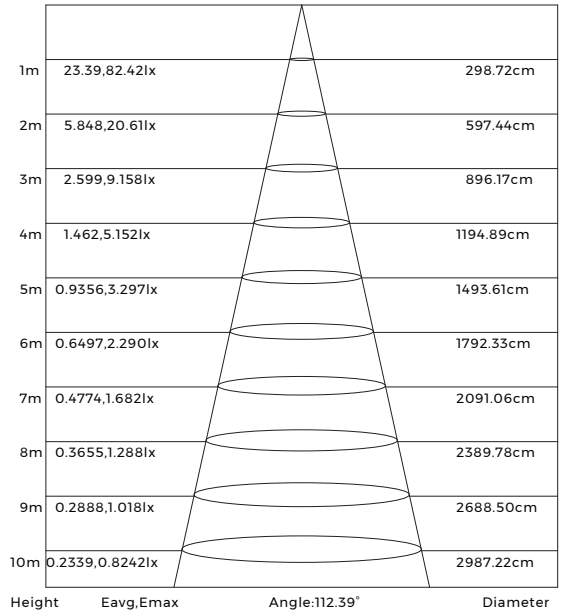 1m 23.39,82.42lx 298.72cm
2m 5.848,20.61lx 597.44cm
3m 2.599,9.158lx 896.17cm
4m 1.462,5.152lx 1194.89cm
5m 0.9356,3.297lx 1493.61cm
6m 0.6497,2.290lx 1792.33cm
7m 0.4774,1.682lx 2091.06cm
8m 0.3655,1.288lx 2389.78cm
9m 0.2888,1.018lx 2688.50cm
10m 0.2339,0.8242lx 2987.22cm
Height Eavg,Emax Angle:112.39° Diameter